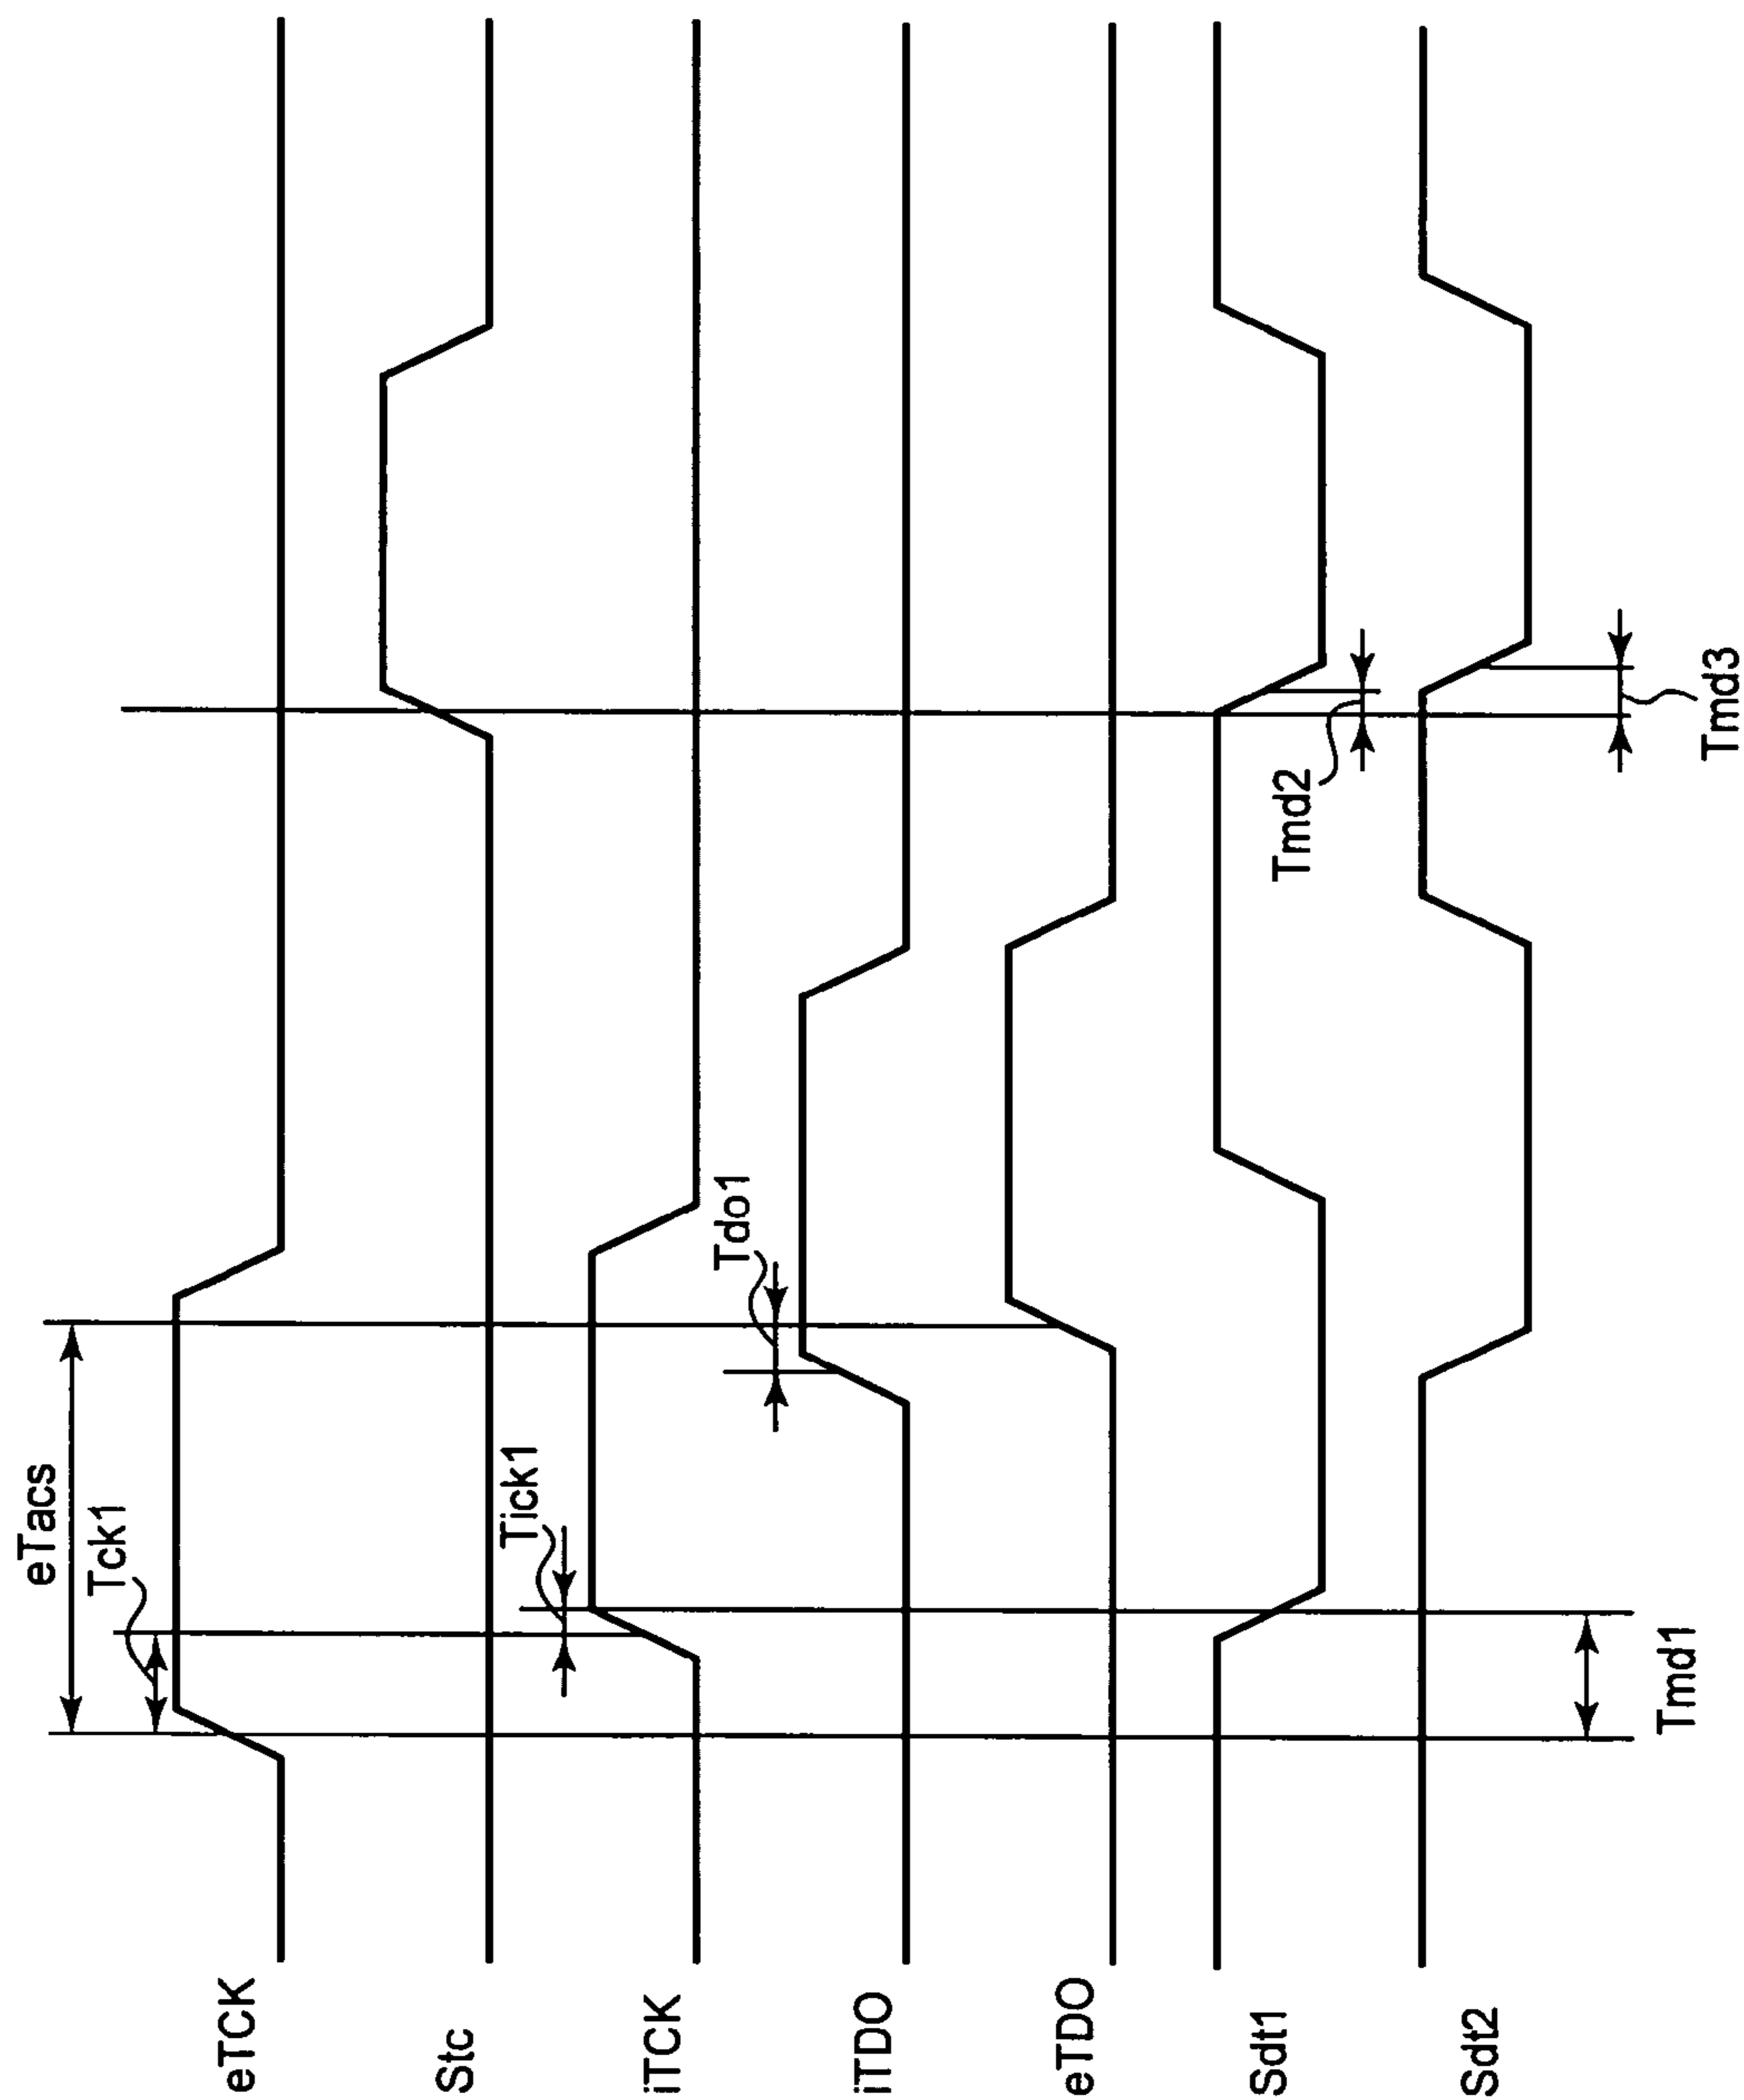 eTacs
Tck1
eTCK
Stc
Tick1
iTCK
Tdo1
iTDO
eTDO
Tmd2
Sdt1
Sdt2
Tmd1
Tmd3